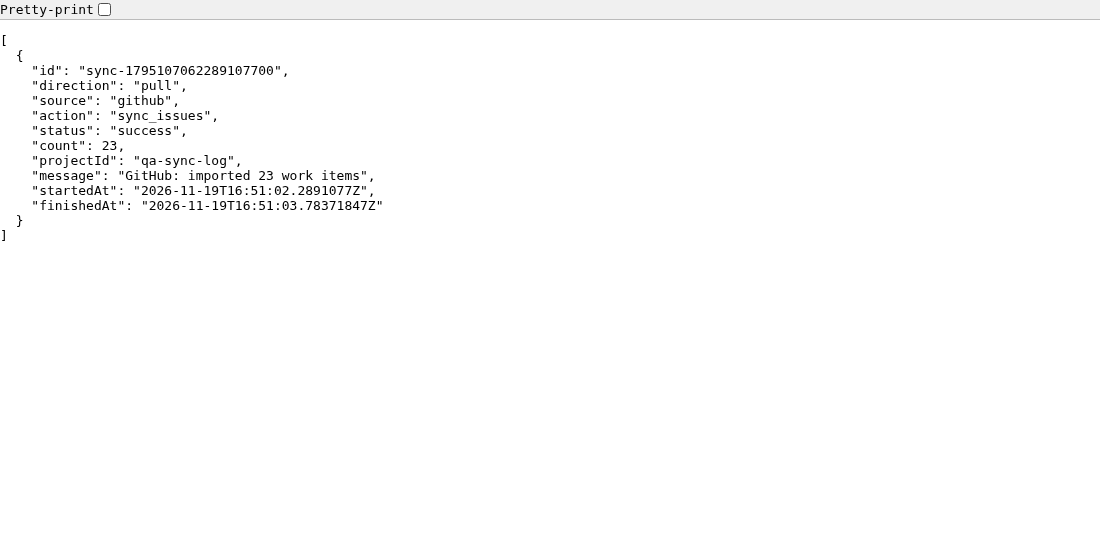 Pretty-print
[
  {
    "id": "sync-1795107062289107700",
    "direction": "pull",
    "source": "github",
    "action": "sync_issues",
    "status": "success",
    "count": 23,
    "projectId": "qa-sync-log",
    "message": "GitHub: imported 23 work items",
    "startedAt": "2026-11-19T16:51:02.2891077Z",
    "finishedAt": "2026-11-19T16:51:03.78371847Z"
  }
]